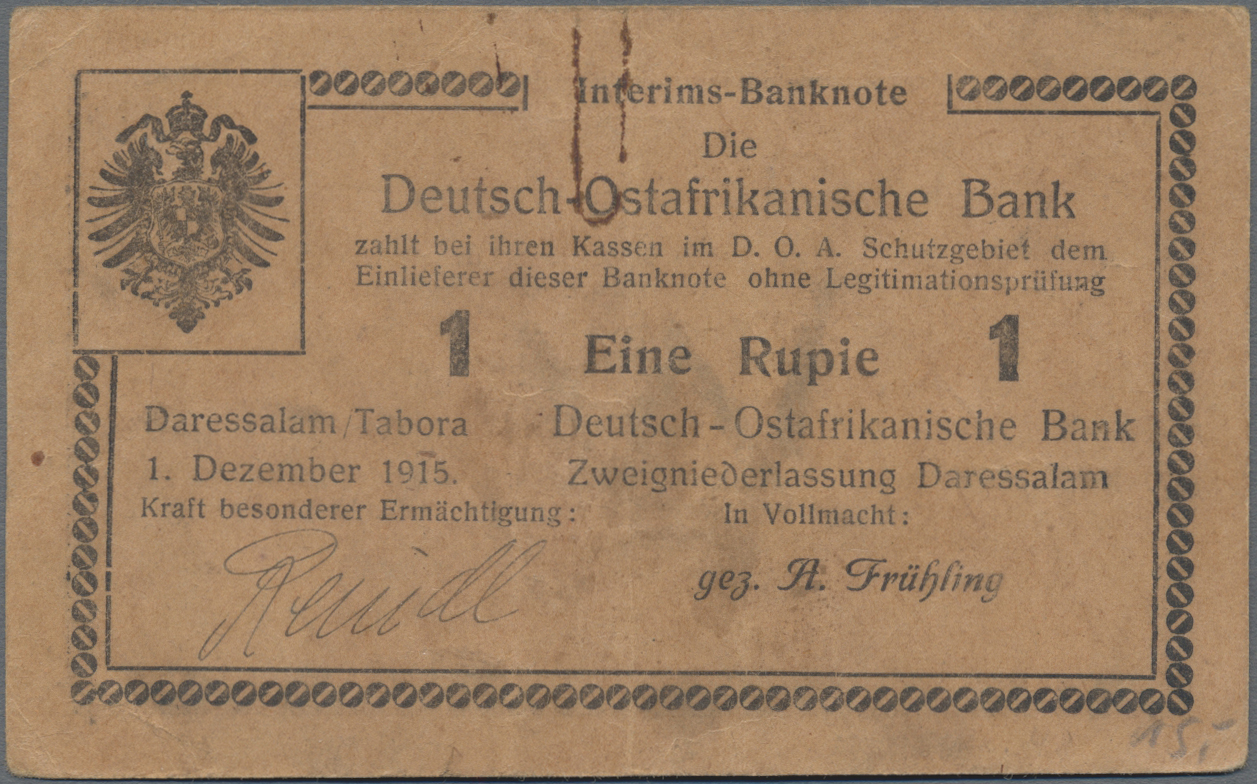 Interims-Banknote
Die
Deutsch-Ostafrikanische Bank
zahlt bei ihren Kassen im D. O. A. Schutzgebiet dem
Einlieferer dieser Banknote ohne Legitimationsprüfung
1 Eine Rupie 1
Daressalam/Tabora
1. Dezember 1915.
Kraft besonderer Ermächtigung:
Deutsch-Ostafrikanische Bank
Zweigniederlassung Daressalam
In Vollmacht:
gez. A. Frühling
15,-